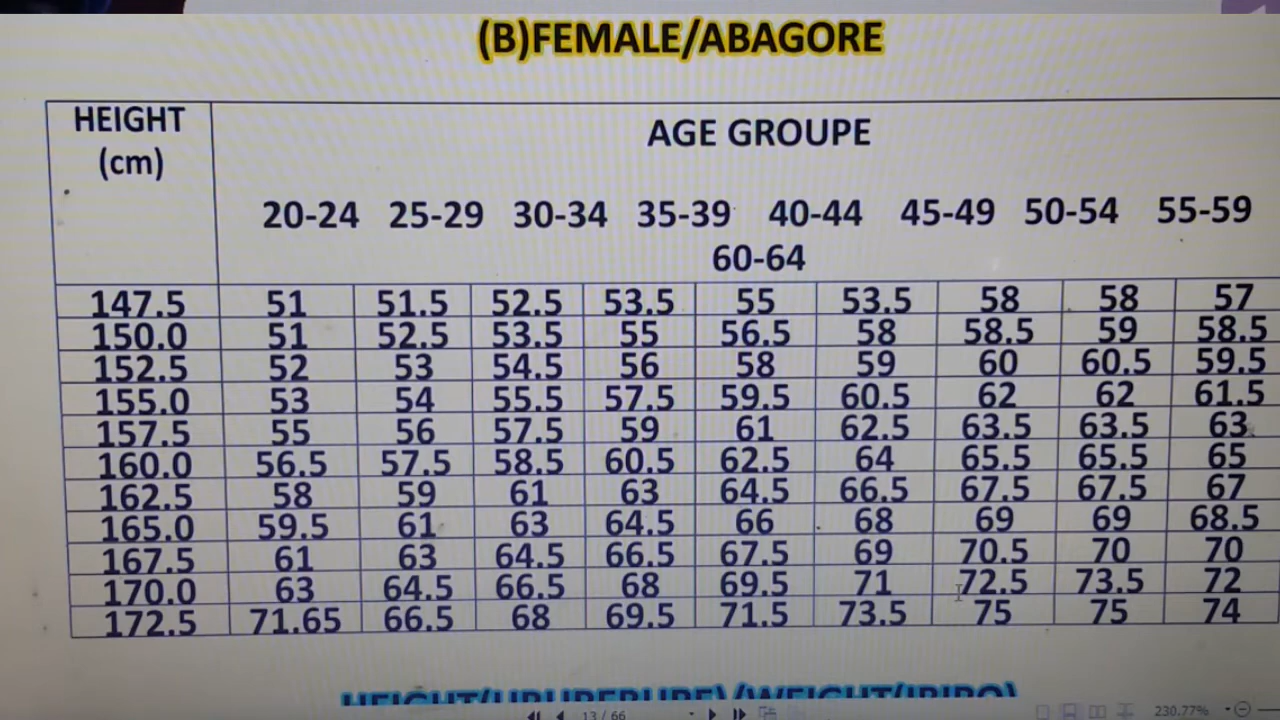 (B)FEMALE/ABAGORE
HEIGHT (cm) AGE GROUPE
20-24 25-29 30-34 35-39 40-44 45-49 50-54 55-59
60-64
147.5 51 51.5 52.5 53.5 55 53.5 58 58 57
150.0 51 52.5 53.5 55 56.5 58 58.5 59 58.5
152.5 52 53 54.5 56 58 59 60 60.5 59.5
155.0 53 54 55.5 57.5 59.5 60.5 62 62 61.5
157.5 55 56 57.5 59 61 62.5 63.5 63.5 63
160.0 56.5 57.5 58.5 60.5 62.5 64 65.5 65.5 65
162.5 58 59 61 63 64.5 66.5 67.5 67.5 67
165.0 59.5 61 63 64.5 66 68 69 69 68.5
167.5 61 63 64.5 66.5 67.5 69 70.5 70 70
170.0 63 64.5 66.5 68 69.5 71 72.5 73.5 72
172.5 71.65 66.5 68 69.5 71.5 73.5 75 75 74
HEIGHT(URUREBURE)/WEIGHT(IBIRO)
13 / 66
230.77%